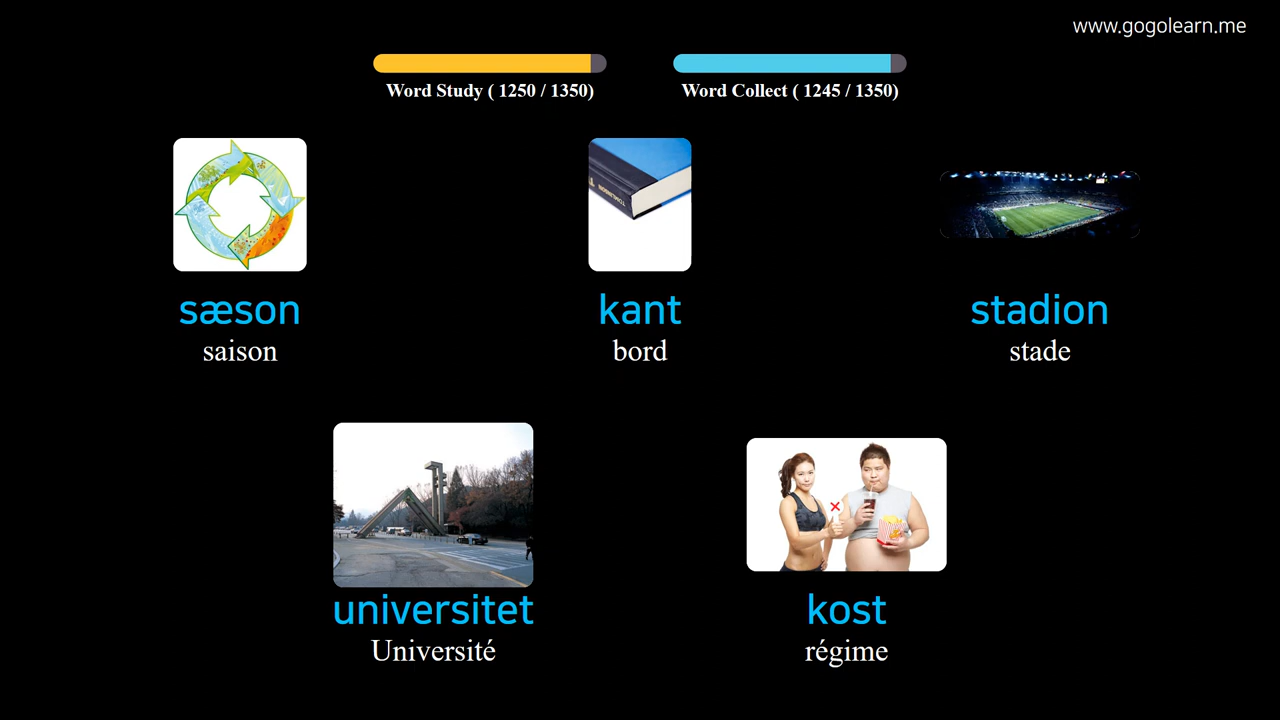 www.gogolearn.me
Word Study ( 1250 / 1350)
Word Collect ( 1245 / 1350)
TOMLINSON
sæson
kant
stadion
saison
bord
stade
universitet
kost
Université
régime